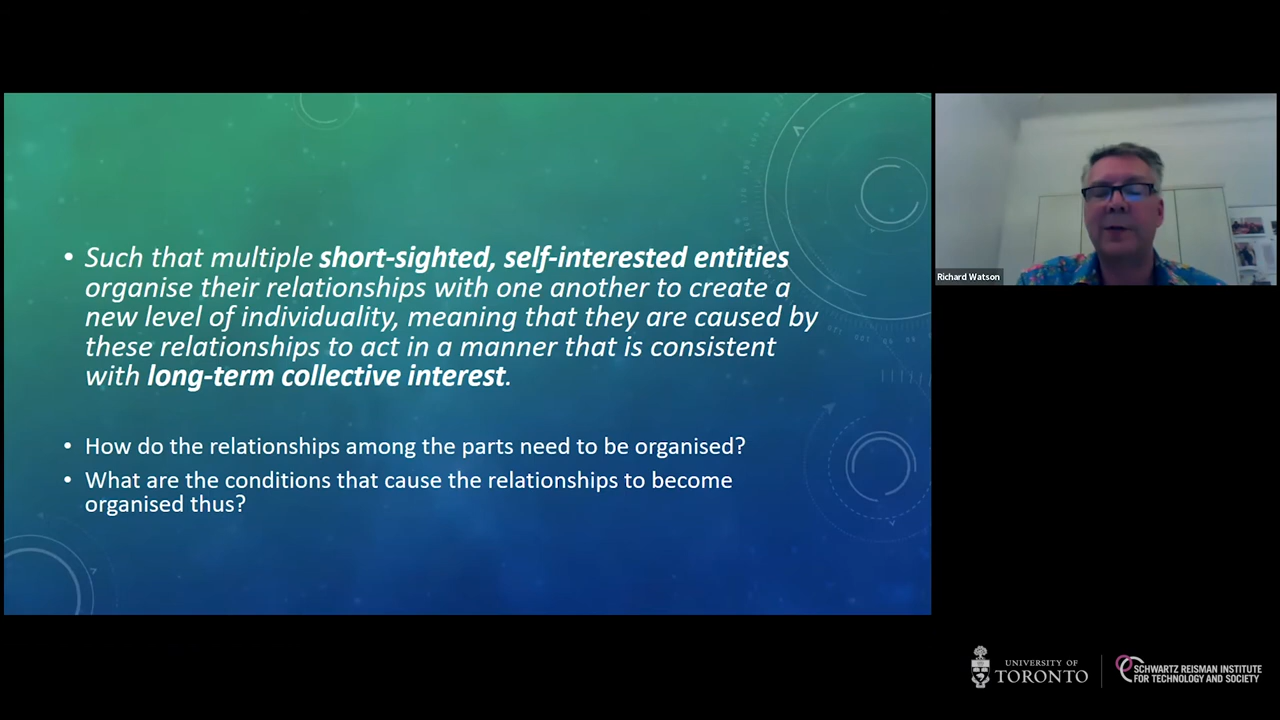 • Such that multiple short-sighted, self-interested entities
organise their relationships with one another to create a
new level of individuality, meaning that they are caused by
these relationships to act in a manner that is consistent
with long-term collective interest.
• How do the relationships among the parts need to be organised?
• What are the conditions that cause the relationships to become
organised thus?
Richard Watson
UNIVERSITY OF
TORONTO
SCHWARTZ REISMAN INSTITUTE
FOR TECHNOLOGY AND SOCIETY